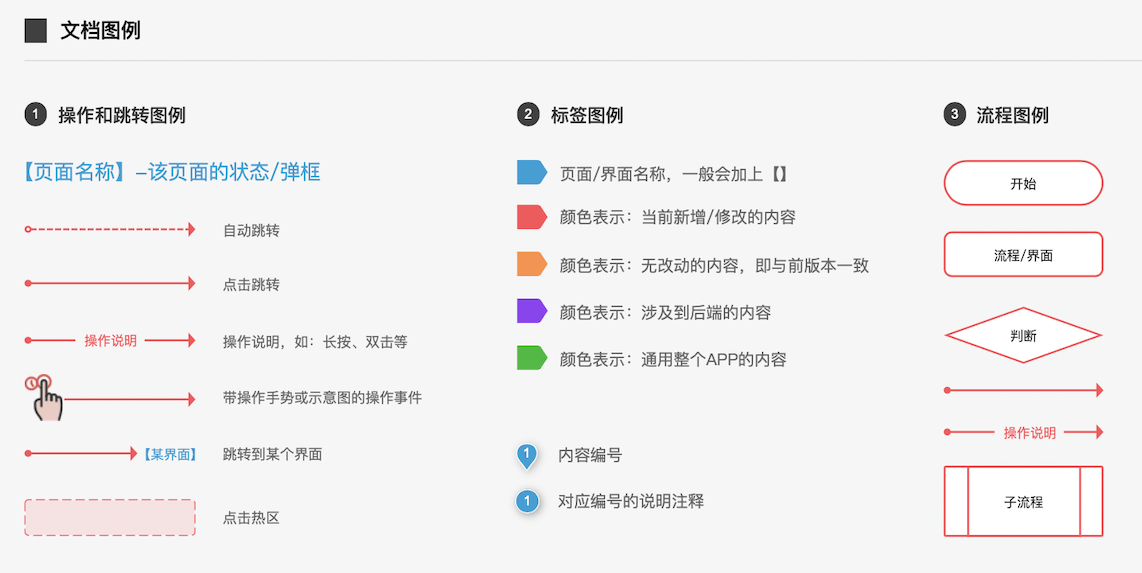 文档图例
1 操作和跳转图例
【页面名称】-该页面的状态/弹框
自动跳转
点击跳转
操作说明 操作说明，如：长按、双击等
带操作手势或示意图的操作事件
【某界面】 跳转到某个界面
点击热区
2 标签图例
页面/界面名称，一般会加上【】
颜色表示：当前新增/修改的内容
颜色表示：无改动的内容，即与前版本一致
颜色表示：涉及到后端的内容
颜色表示：通用整个APP的内容
1 内容编号
1 对应编号的说明注释
3 流程图例
开始
流程/界面
判断
操作说明
子流程